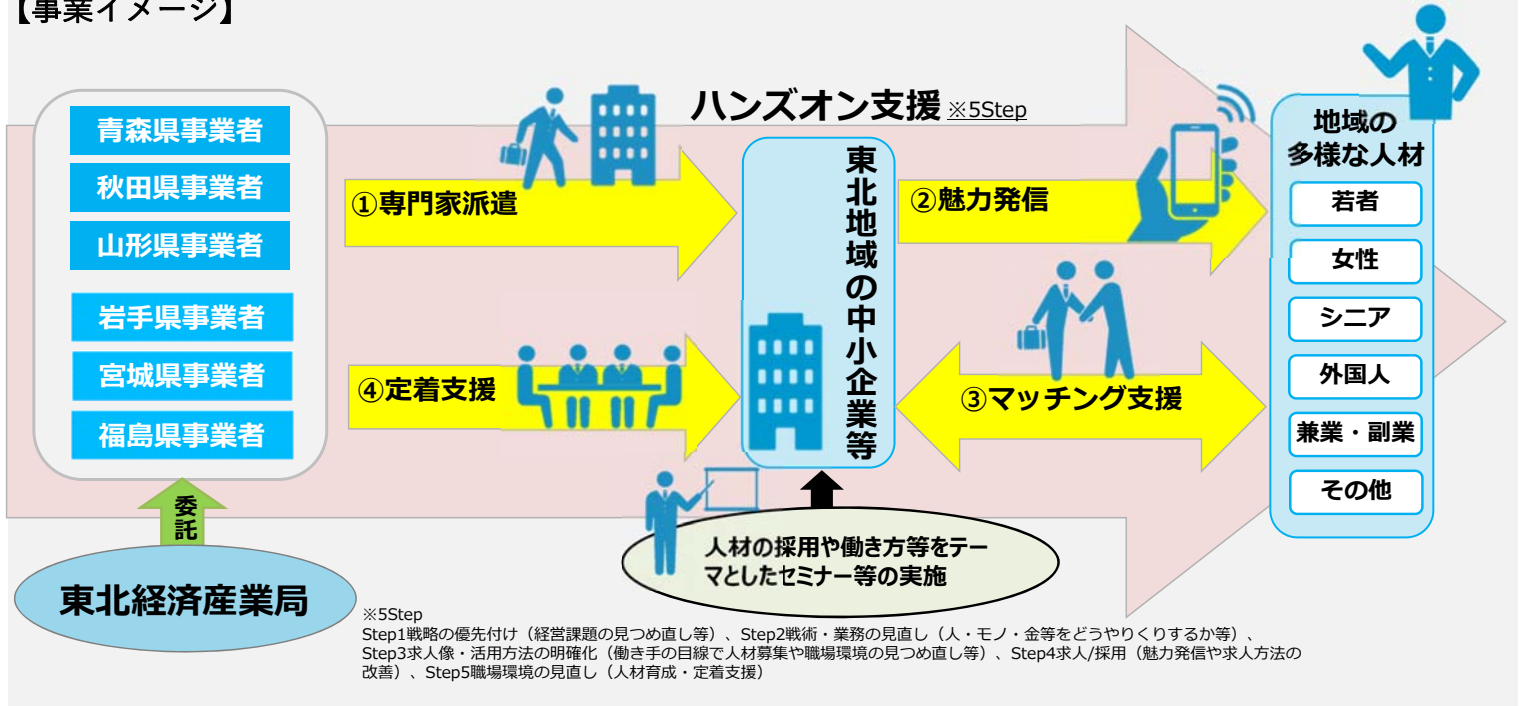 【事業イメージ】
ハンズオン支援 ※5Step
青森県事業者
秋田県事業者
山形県事業者
岩手県事業者
宮城県事業者
福島県事業者
委託
東北経済産業局
①専門家派遣
④定着支援
東北地域の中小企業等
②魅力発信
③マッチング支援
人材の採用や働き方等をテー
マとしたセミナー等の実施
地域の
多様な人材
若者
女性
シニア
外国人
兼業・副業
その他
※5Step
Step1戦略の優先付け（経営課題の見つめ直し等）、Step2戦術・業務の見直し（人・モノ・金等をどうやりくりするか等）、
Step3求人像・活用方法の明確化（働き手の目線で人材募集や職場環境の見つめ直し等）、Step4求人/採用（魅力発信や求人方法の
改善）、Step5職場環境の見直し（人材育成・定着支援）